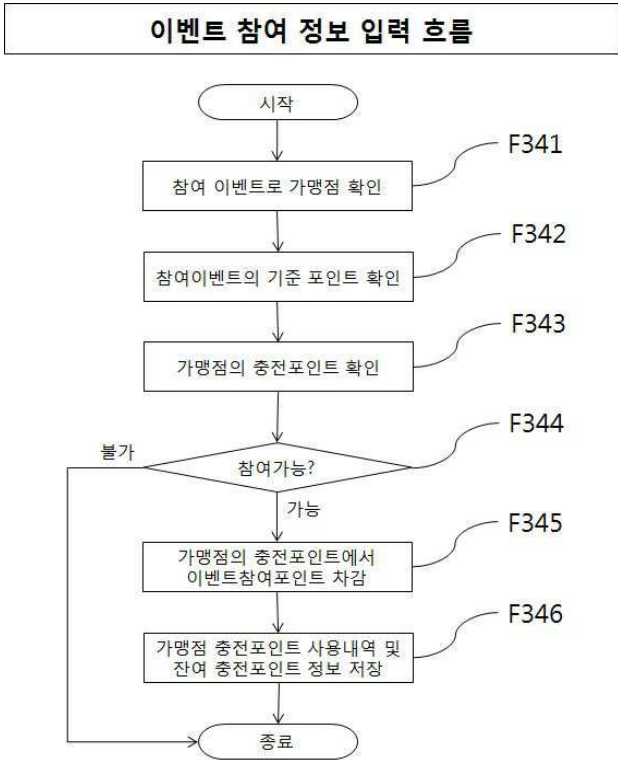 이벤트 참여 정보 입력 흐름
시작
F341
참여 이벤트로 가맹점 확인
F342
참여이벤트의 기준 포인트 확인
F343
가맹점의 충전포인트 확인
F344
불가
참여가능?
가능
F345
가맹점의 충전포인트에서
이벤트참여포인트 차감
F346
가맹점 충전포인트 사용내역 및
잔여 충전포인트 정보 저장
종료